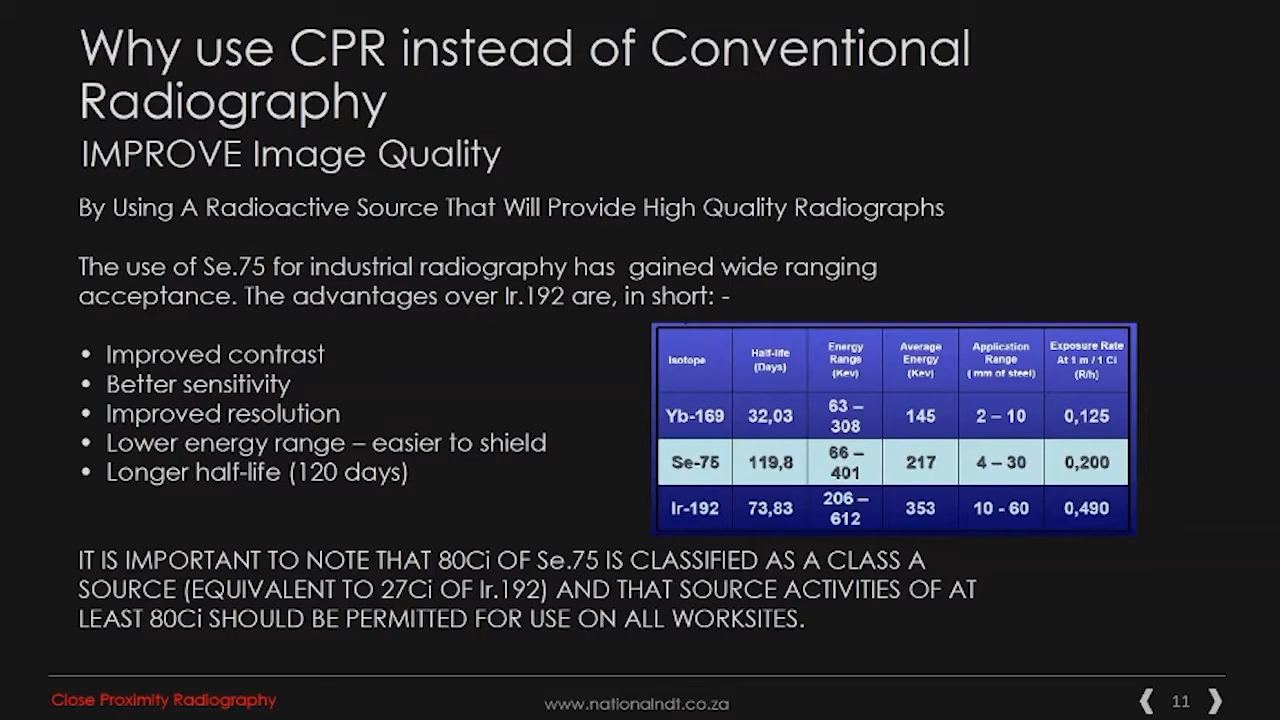 Why use CPR instead of Conventional
Radiography
IMPROVE Image Quality
By Using A Radioactive Source That Will Provide High Quality Radiographs
The use of Se.75 for industrial radiography has gained wide ranging
acceptance. The advantages over Ir.192 are, in short: -
• Improved contrast
• Better sensitivity
• Improved resolution
• Lower energy range – easier to shield
• Longer half-life (120 days)
Isotope Half-life (Days) Energy Range (Kev) Average Energy (Kev) Application Range ( mm of steel) Exposure Rate At 1 m / 1 Ci (R/h)
Yb-169 32,03 63 – 308 145 2 – 10 0,125
Se-75 119,8 66 – 401 217 4 – 30 0,200
Ir-192 73,83 206 – 612 353 10 - 60 0,490
IT IS IMPORTANT TO NOTE THAT 80Ci OF Se.75 IS CLASSIFIED AS A CLASS A
SOURCE (EQUIVALENT TO 27Ci OF Ir.192) AND THAT SOURCE ACTIVITIES OF AT
LEAST 80Ci SHOULD BE PERMITTED FOR USE ON ALL WORKSITES.
Close Proximity Radiography www.nationalndt.co.za 11